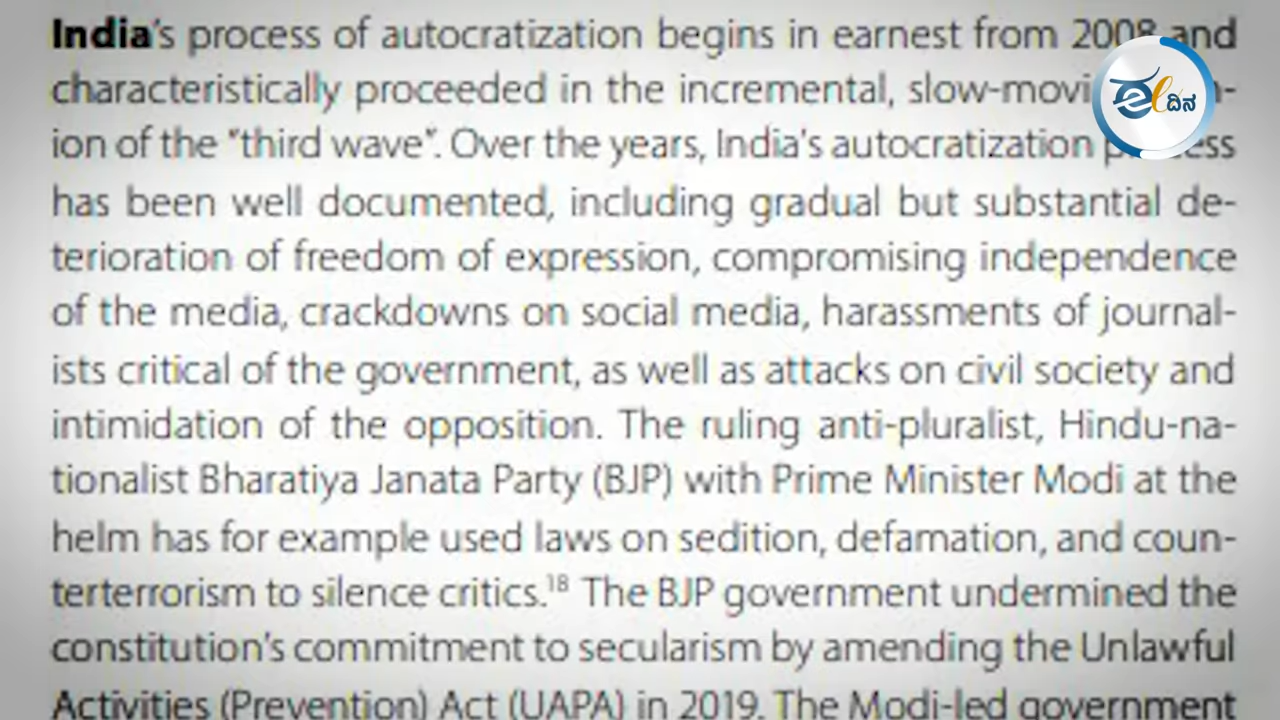 India's process of autocratization begins in earnest from 2008 and
characteristically proceeded in the incremental, slow-movi
ion of the "third wave". Over the years, India's autocratization
has been well documented, including gradual but substantial de-
terioration of freedom of expression, compromising independence
of the media, crackdowns on social media, harassments of journal-
ists critical of the government, as well as attacks on civil society and
intimidation of the opposition. The ruling anti-pluralist, Hindu-na-
tionalist Bharatiya Janata Party (BJP) with Prime Minister Modi at the
helm has for example used laws on sedition, defamation, and coun-
terterrorism to silence critics.18 The BJP government undermined the
constitution's commitment to secularism by amending the Unlawful
Activities (Prevention) Act (UAPA) in 2019. The Modi-led government
ದಿನ